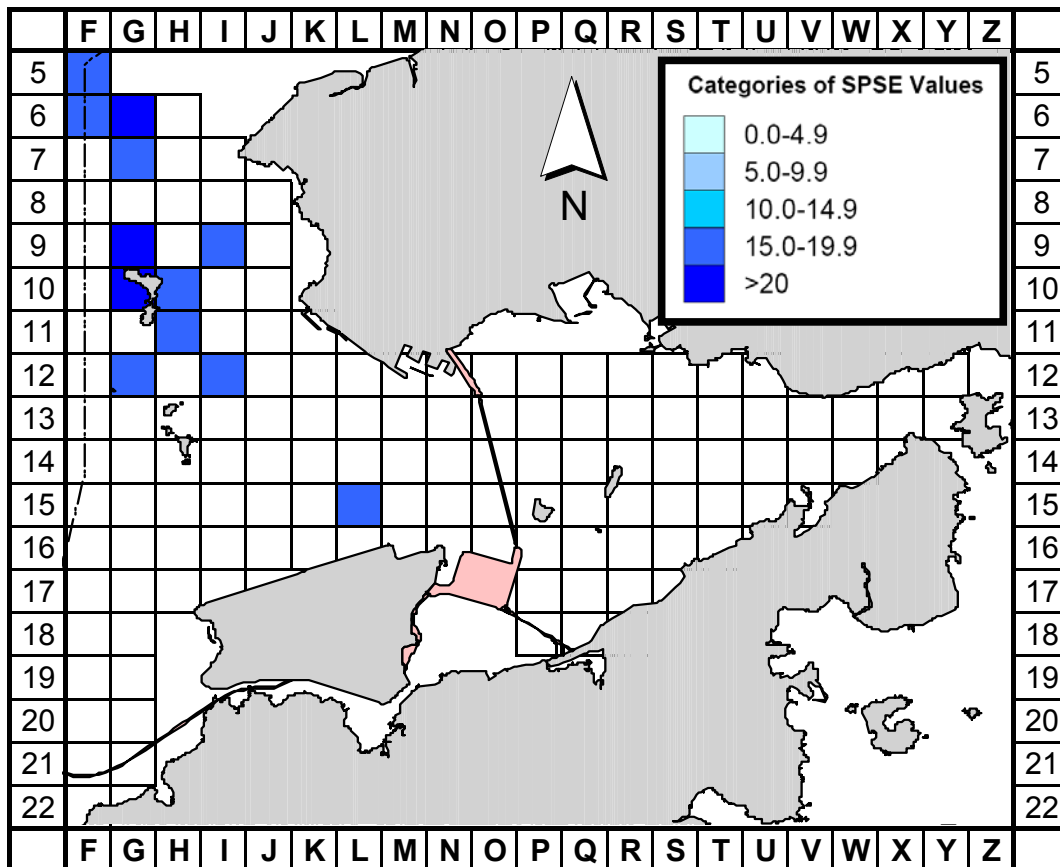 F G H I J K L M N O P Q R S T U V W X Y Z
5 5
Categories of SPSE Values
6 0.0-4.9 6
7 5.0-9.9 7
8 10.0-14.9 8
N
9 15.0-19.9 9
10 >20 10
11 11
12 12
13 13
14 14
15 15
16 16
17 17
18 18
19 19
20 20
21 21
22 22
F G H I J K L M N O P Q R S T U V W X Y Z